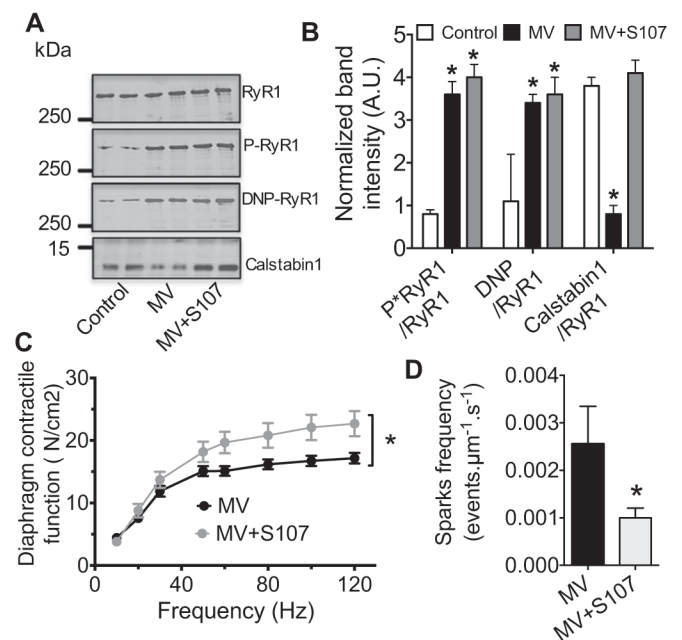 A
kDa
RyR1
250
P-RyR1
250
DNP-RyR1
250
15
Calstabin1
Control
MV
MV+S107
B
Control
MV
MV+S107
Normalized band
intensity (A.U.)
5
4
3
2
1
0
* * * * *
P*RyR1
/RyR1
DNP
/RyR1
Calstabin1
/RyR1
C
Diaphragm contractile
function ( N/cm2)
30
20
10
0
*
MV
MV+S107
0 40 80 120
Frequency (Hz)
D
Sparks frequency
(events.µm-1.s-1)
0.004
0.003
0.002
0.001
0.000
*
MV
MV+S107